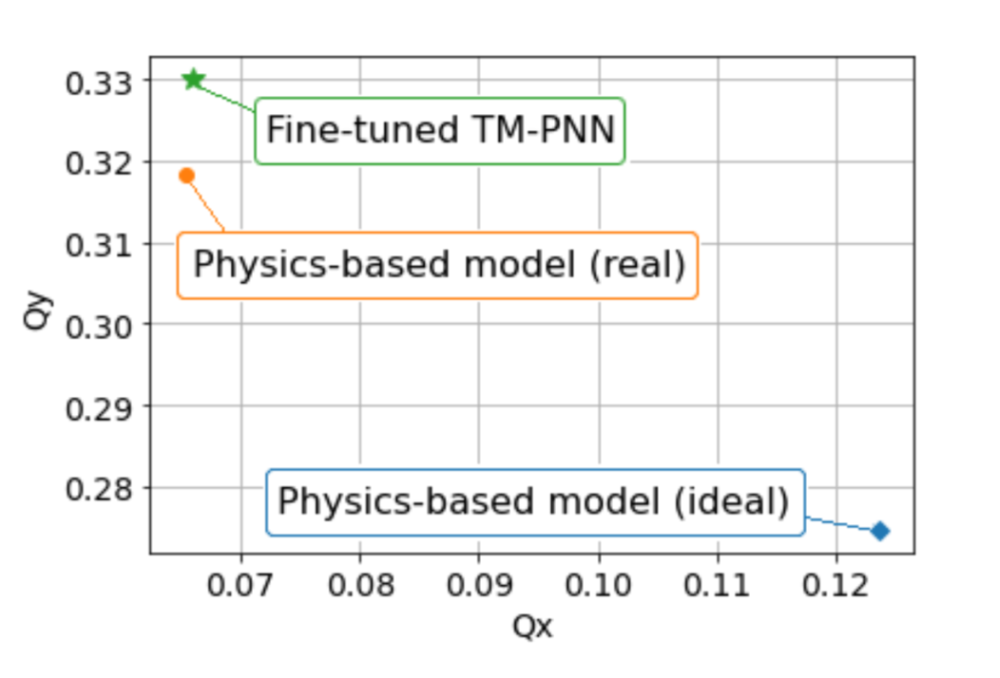 0.33
Fine-tuned TM-PNN
0.32
0.31
Physics-based model (real)
Qy
0.30
0.29
0.28
Physics-based model (ideal)
0.07 0.08 0.09 0.10 0.11 0.12
Qx